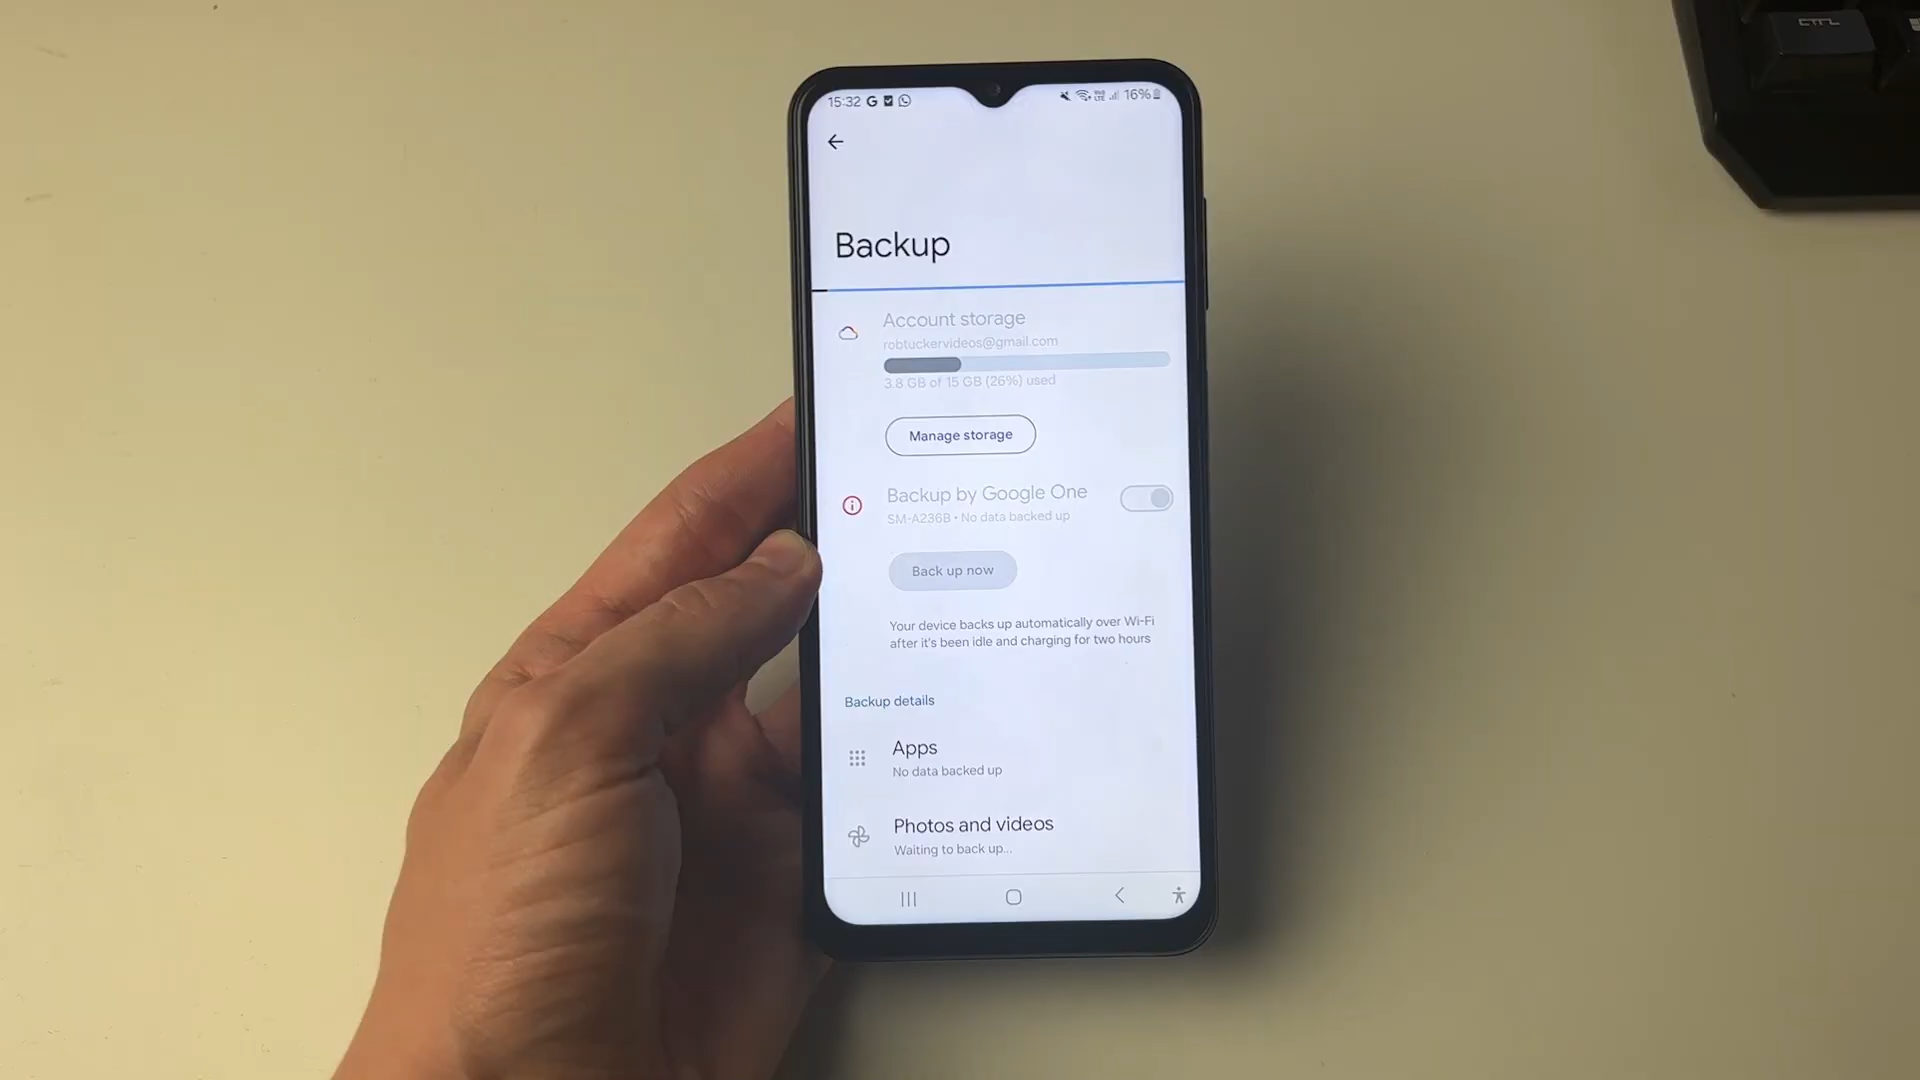 CTRL
15:32 G
VoD LTE 16%
Backup
Account storage
robtuckervideos@gmail.com
3.8 GB of 15 GB (26%) used
Manage storage
Backup by Google One
SM-A236B • No data backed up
Back up now
Your device backs up automatically over Wi-Fi
after it's been idle and charging for two hours
Backup details
Apps
No data backed up
Photos and videos
Waiting to back up...